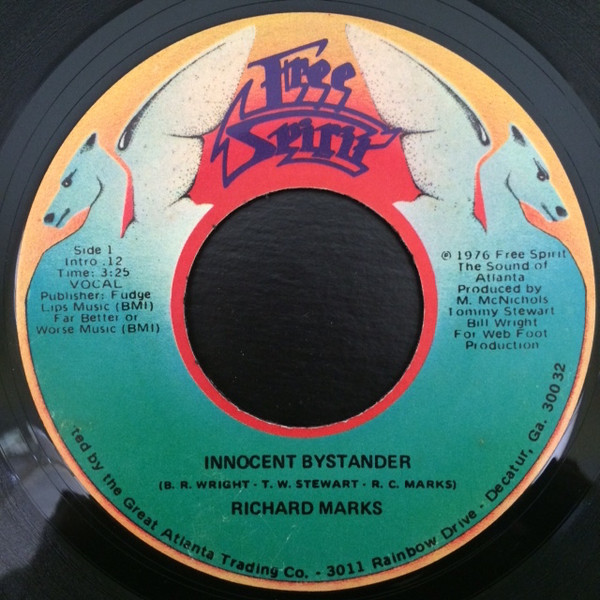 Free
Spirit
Side 1
Intro .12
Time: 3:25
VOCAL
Publisher: Fudge
Lips Music (BMI)
Far Better or
Worse Music (BMI)
℗ 1976 Free Spirit
The Sound of
Atlanta
Produced by
M. McNichols
Tommy Stewart
Bill Wright
For Web Foot
Production
INNOCENT BYSTANDER
(B. R. WRIGHT - T. W. STEWART - R. C. MARKS)
RICHARD MARKS
ted by the Great Atlanta Trading Co. - 3011 Rainbow Drive - Decatur, Ga. 30032